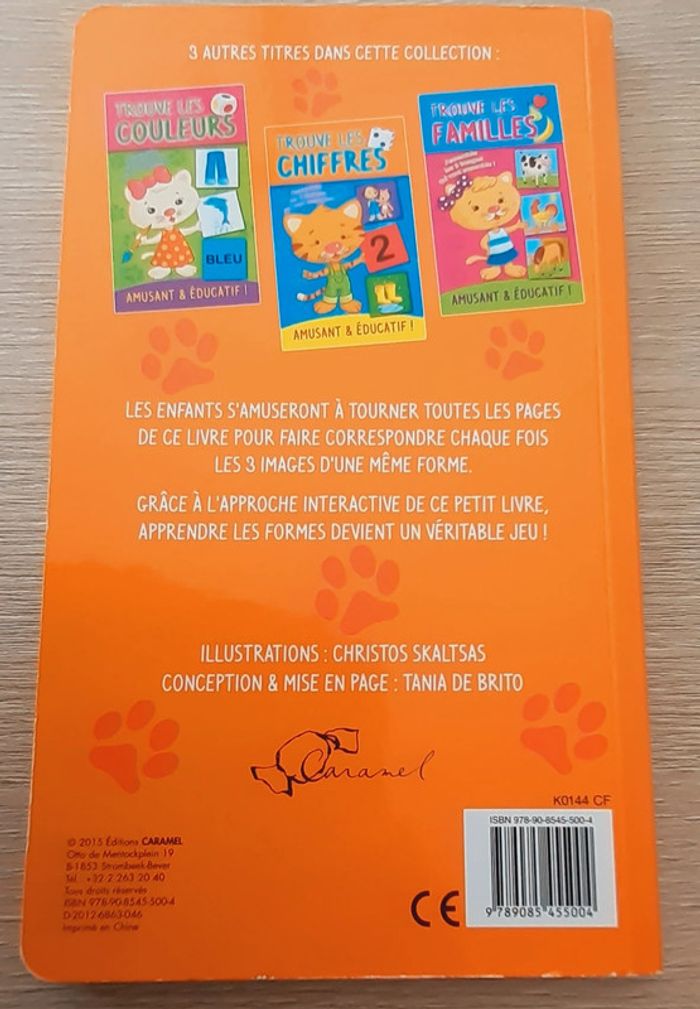 3 AUTRES TITRES DANS CETTE COLLECTION :
TROUVE LES
COULEURS
BLEU
AMUSANT & ÉDUCATIF !
TROUVE LES
CHIFFRES
2
AMUSANT & ÉDUCATIF !
TROUVE LES
FAMILLES
AMUSANT & ÉDUCATIF !
LES ENFANTS S'AMUSERONT À TOURNER TOUTES LES PAGES
DE CE LIVRE POUR FAIRE CORRESPONDRE CHAQUE FOIS
LES 3 IMAGES D'UNE MÊME FORME.
GRÂCE À L'APPROCHE INTERACTIVE DE CE PETIT LIVRE,
APPRENDRE LES FORMES DEVIENT UN VÉRITABLE JEU !
ILLUSTRATIONS : CHRISTOS SKALTSAS
CONCEPTION & MISE EN PAGE : TANIA DE BRITO
Caramel
© 2015 Éditions CARAMEL
Otto de Mentockplein 19
B-1853 Strombeek-Bever
Tél. +32 2 263 20 40
Tous droits réservés
ISBN 978-90-8545-500-4
D-2012-6863-046
Imprimé en Chine
CE
K0144 CF
ISBN 978-90-8545-500-4
9 789085 455004